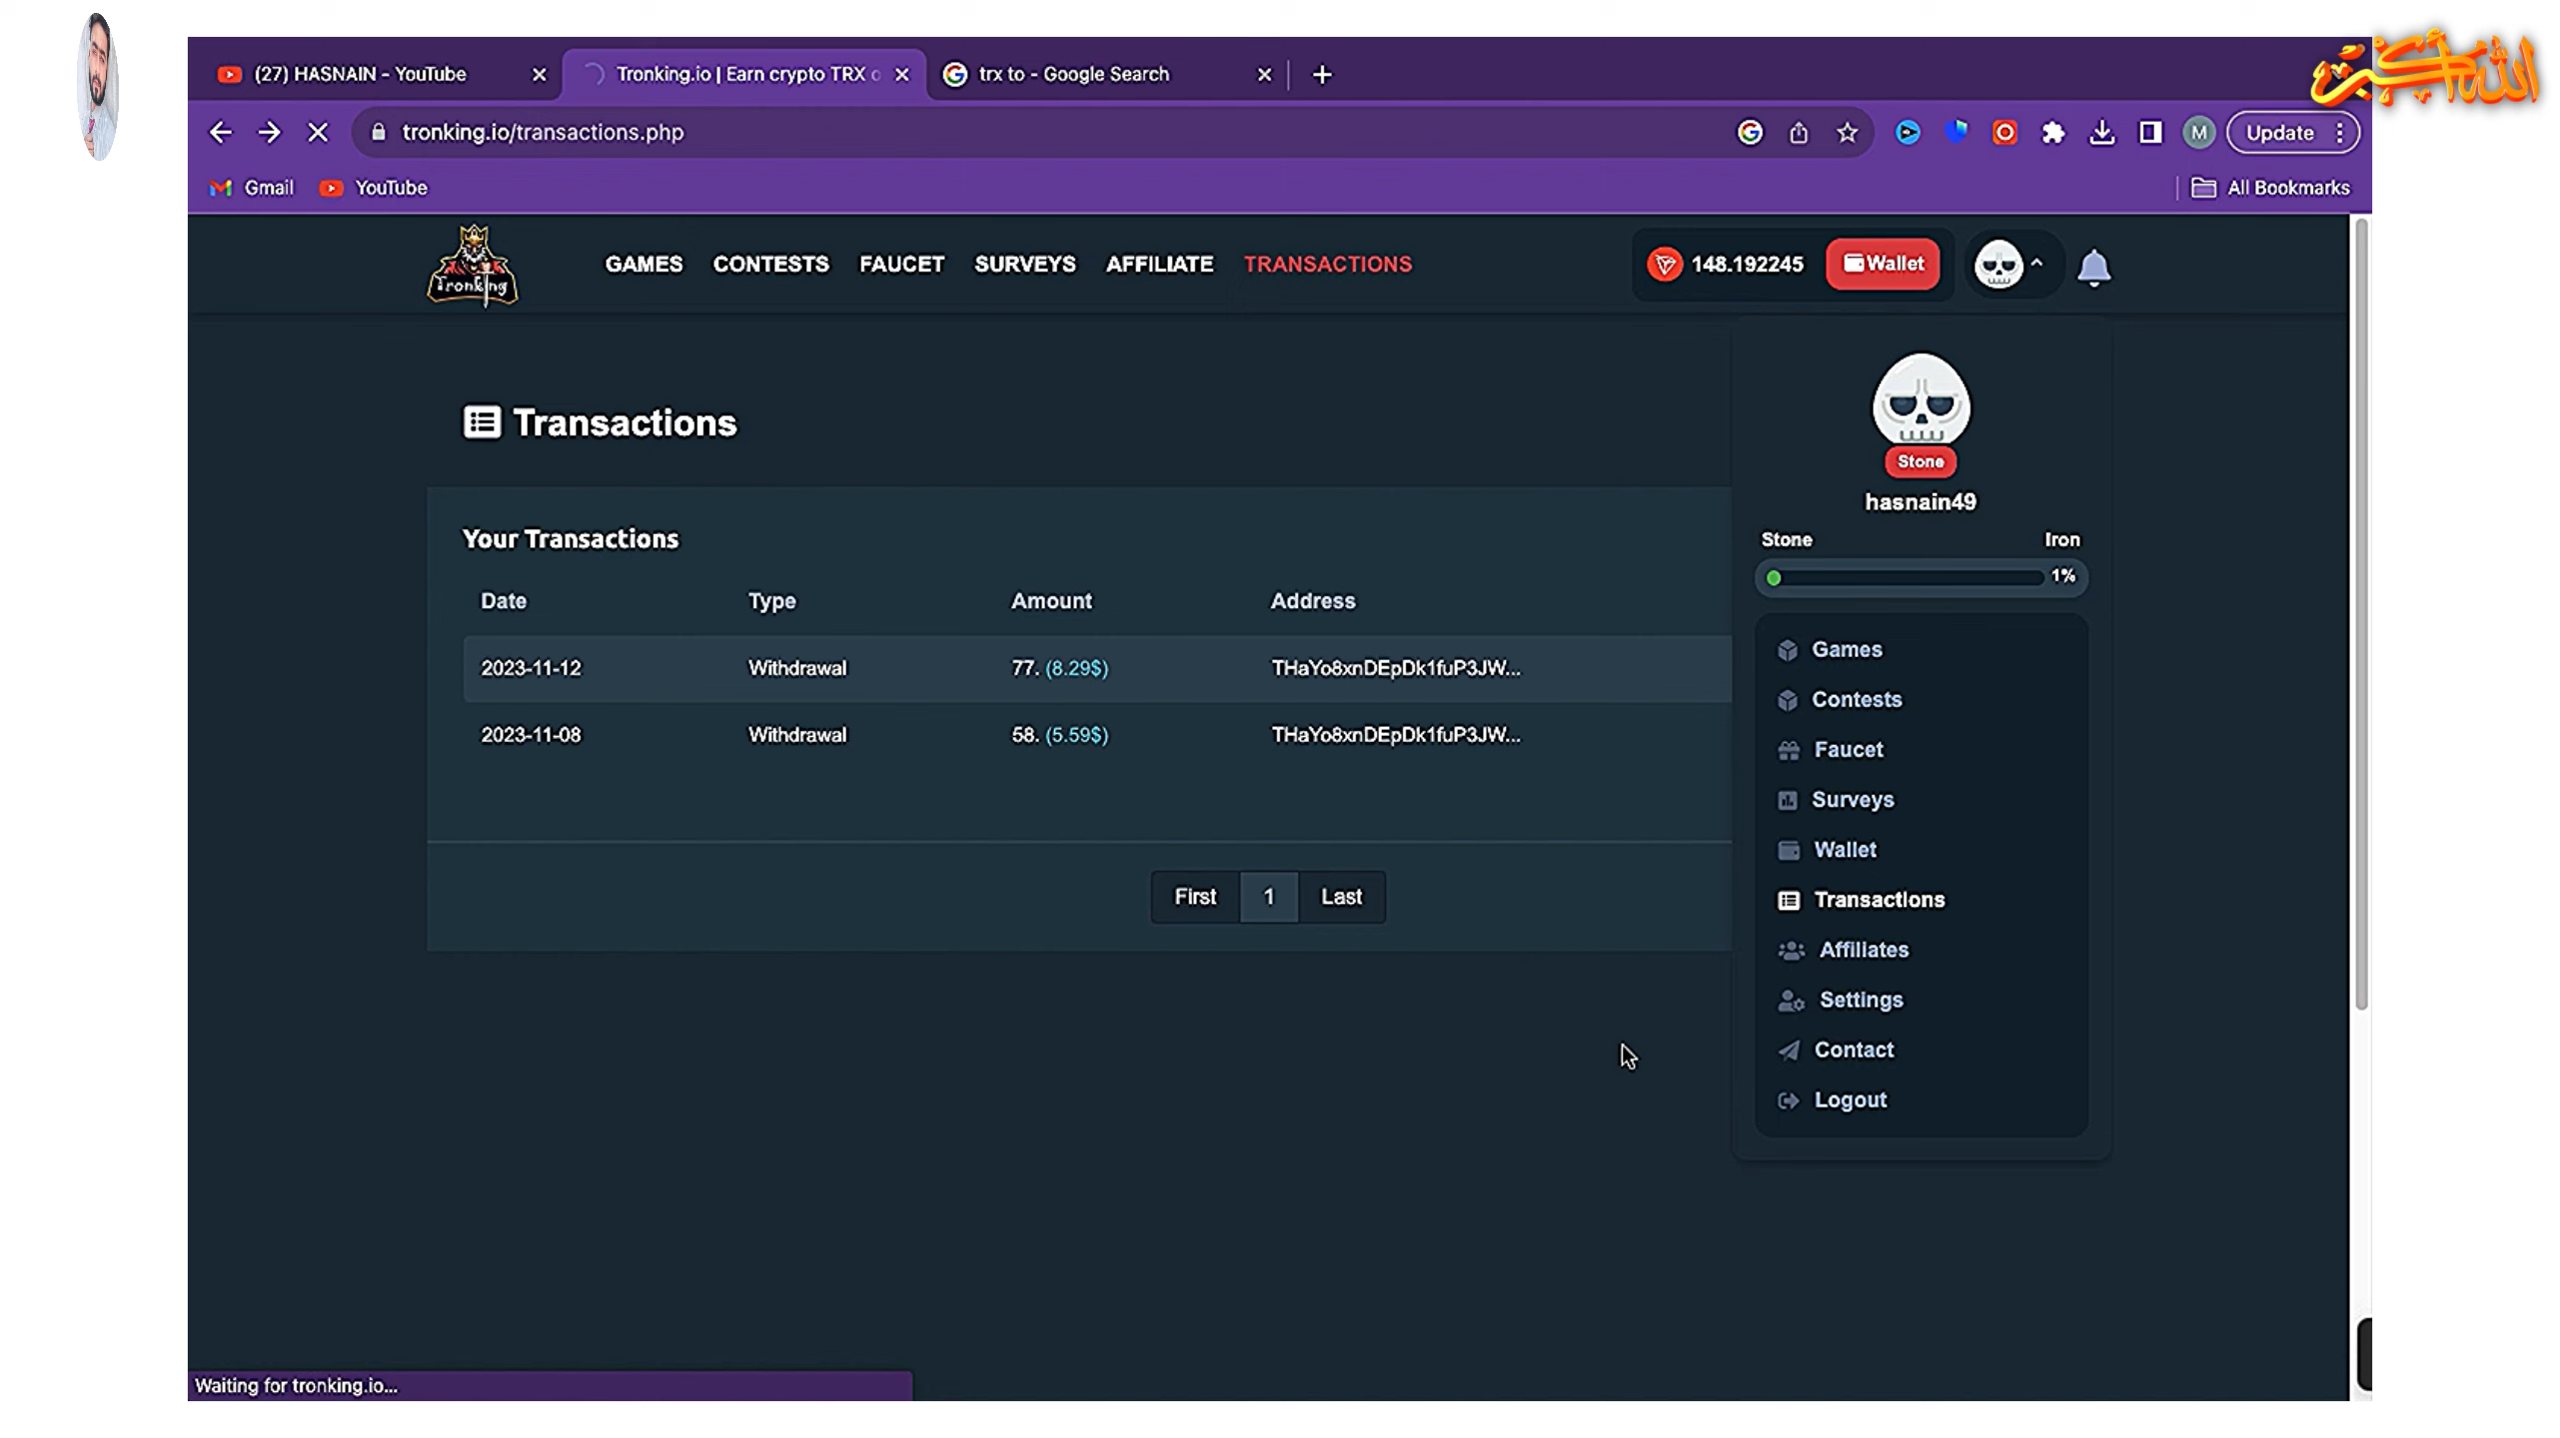 (27) HASNAIN - YouTube
Tronking.io | Earn crypto TRX o
trx to - Google Search
الله أكبر
tronking.io/transactions.php
M
Update
Gmail
YouTube
All Bookmarks
Tronking
GAMES
CONTESTS
FAUCET
SURVEYS
AFFILIATE
TRANSACTIONS
148.192245
Wallet
Transactions
Stone
hasnain49
Stone
Iron
1%
Your Transactions
Date Type Amount Address
2023-11-12 Withdrawal 77. (8.29$) THaYo8xnDEpDk1fuP3JW...
2023-11-08 Withdrawal 58. (5.59$) THaYo8xnDEpDk1fuP3JW...
First 1 Last
Games
Contests
Faucet
Surveys
Wallet
Transactions
Affiliates
Settings
Contact
Logout
Waiting for tronking.io...